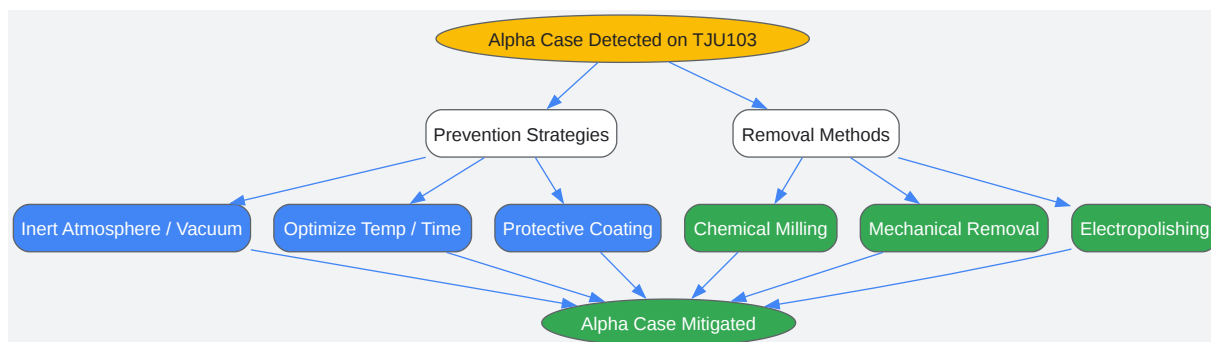 Alpha Case Detected on TJU103
Prevention Strategies
Removal Methods
Inert Atmosphere / Vacuum
Optimize Temp / Time
Protective Coating
Chemical Milling
Mechanical Removal
Electropolishing
Alpha Case Mitigated